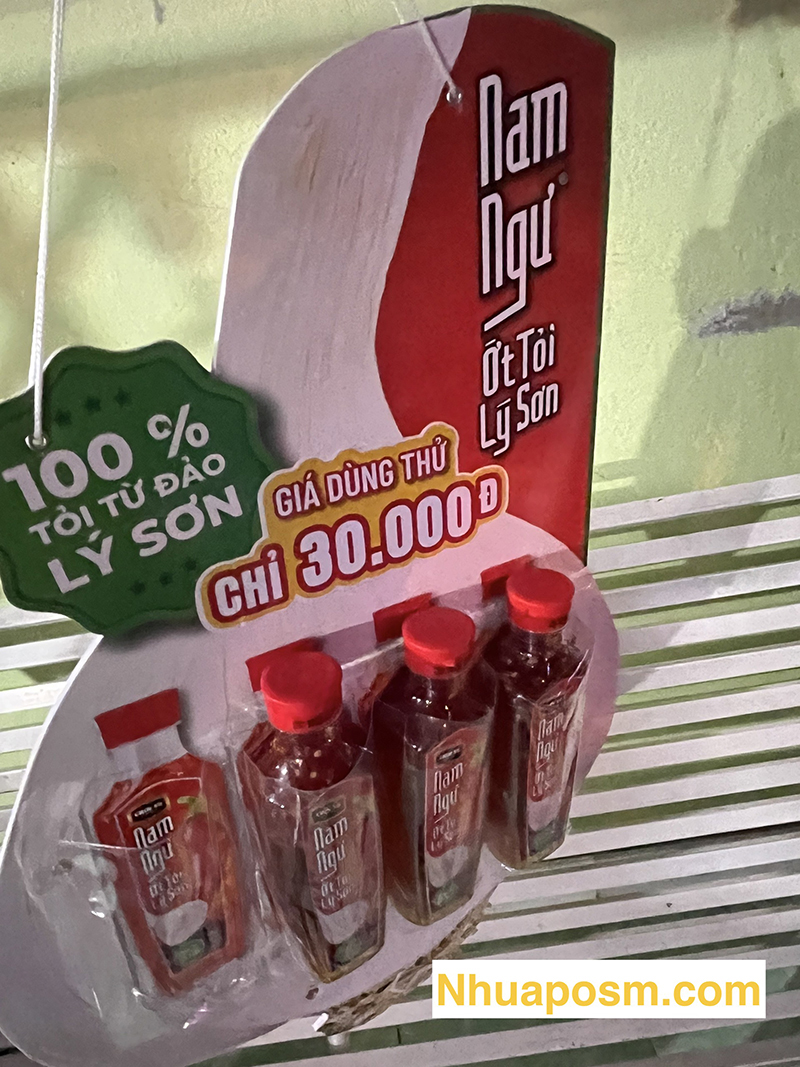 Nam
Ngư
Ớt Tỏi
Lý Sơn
100 %
TỎI TỪ ĐẢO
LÝ SƠN
GIÁ DÙNG THỬ
CHỈ 30.000Đ
Nam
Ngư
Ớt Tỏi
Lý Sơn
Nam
Ngư
Ớt Tỏi
Lý Sơn
Nam
Ngư
Ớt Tỏi
Lý Sơn
Nam
Ngư
Ớt Tỏi
Lý Sơn
Nhuaposm.com